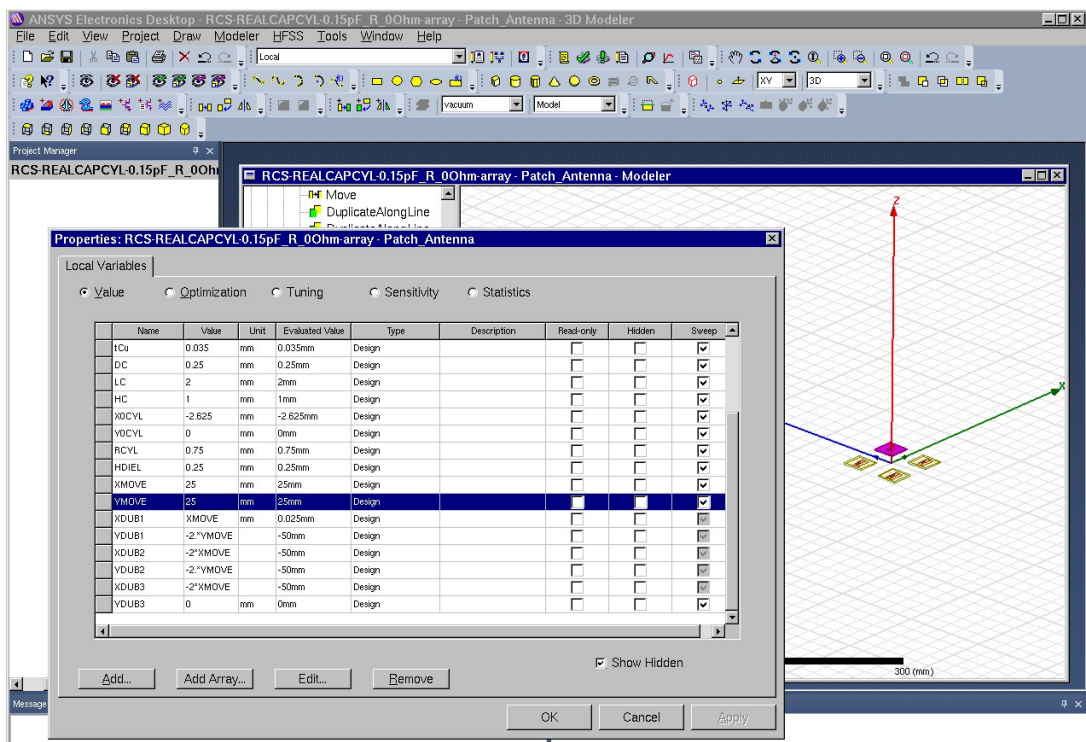 ANSYS Electronics Desktop - RCS-REALCAPCYL-0.15pF_R_0Ohm-array - Patch_Antenna - 3D Modeler
File Edit View Project Draw Modeler HFSS Tools Window Help
Local
XY 3D
vacuum Model
Project Manager
RCS-REALCAPCYL-0.15pF_R_0Oh
RCS-REALCAPCYL-0.15pF_R_0Ohm-array - Patch_Antenna - Modeler
Move
DuplicateAlongLine
DuplicateAlongLine
Z
X
Properties: RCS-REALCAPCYL-0.15pF_R_0Ohm-array - Patch_Antenna
Local Variables
Value Optimization Tuning Sensitivity Statistics
Name Value Unit Evaluated Value Type Description Read-only Hidden Sweep
tCu 0.035 mm 0.035mm Design
DC 0.25 mm 0.25mm Design
LC 2 mm 2mm Design
HC 1 mm 1mm Design
X0CYL -2.625 mm -2.625mm Design
Y0CYL 0 mm 0mm Design
RCYL 0.75 mm 0.75mm Design
HDIEL 0.25 mm 0.25mm Design
XMOVE 25 mm 25mm Design
YMOVE 25 mm 25mm Design
XDUB1 XMOVE mm 0.025mm Design
YDUB1 -2.*YMOVE -50mm Design
XDUB2 -2*XMOVE -50mm Design
YDUB2 -2.*YMOVE -50mm Design
XDUB3 -2*XMOVE -50mm Design
YDUB3 0 mm 0mm Design
Show Hidden
Add... Add Array... Edit... Remove
300 (mm)
OK Cancel Apply
Message